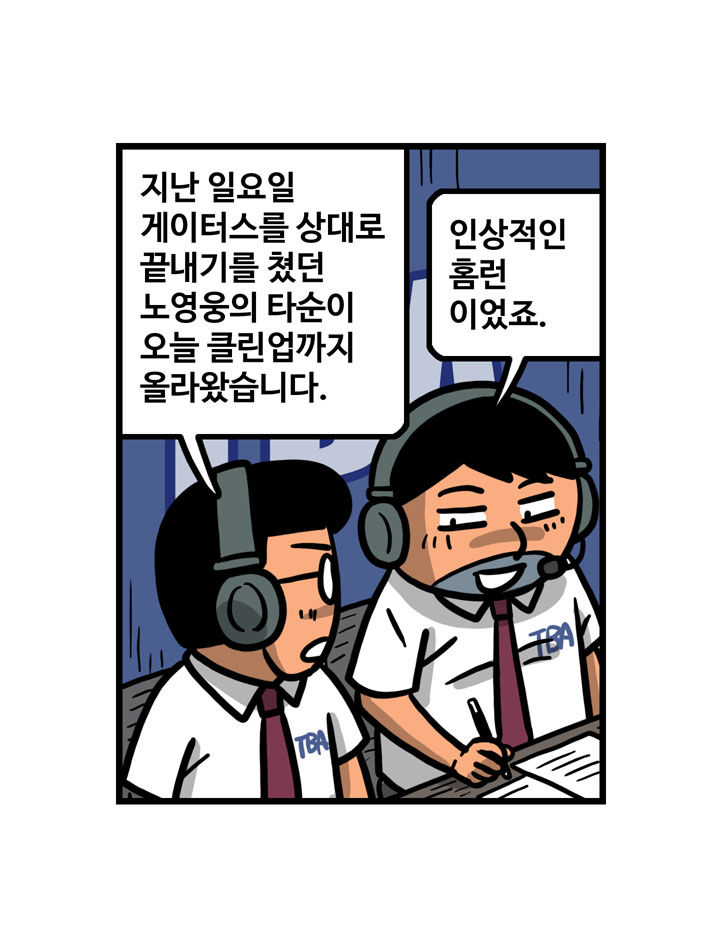 지난 일요일
게이터스를 상대로
끝내기를 쳤던
노영웅의 타순이
오늘 클린업까지
올라왔습니다.
인상적인
홈런
이었죠.
TBA
TBA